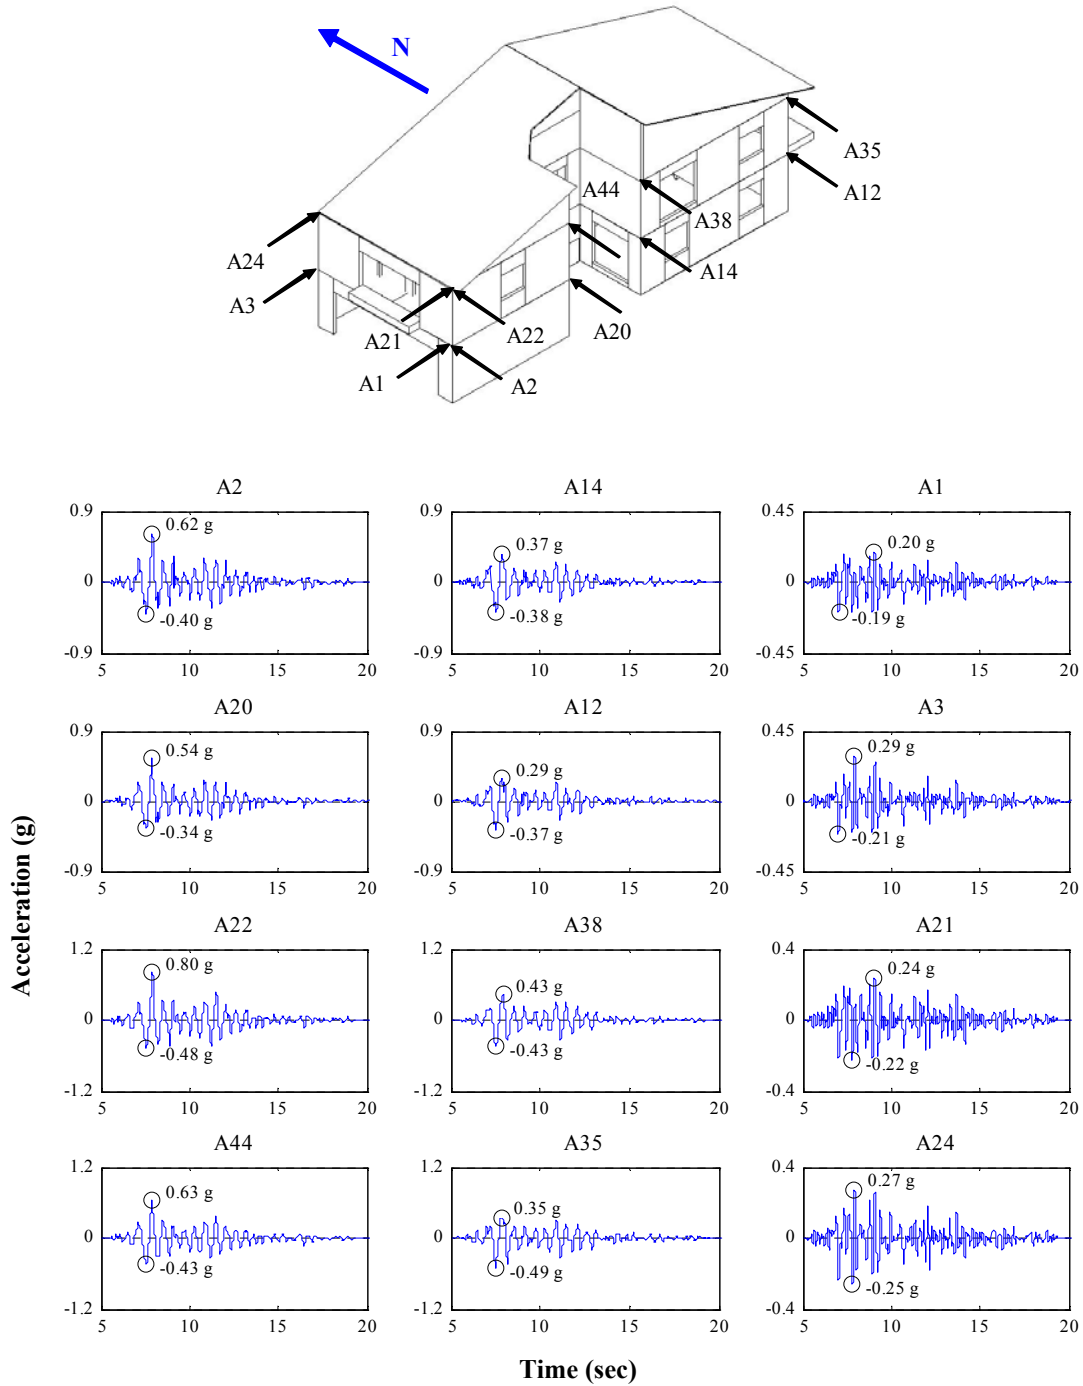 N
A35
A12
A44
A38
A14
A24
A3
A21
A22
A20
A1
A2
Acceleration (g)
A2
0.9
0
-0.9
0.62 g
-0.40 g
5 10 15 20
A14
0.9
0
-0.9
0.37 g
-0.38 g
5 10 15 20
A1
0.45
0
-0.45
0.20 g
-0.19 g
5 10 15 20
A20
0.9
0
-0.9
0.54 g
-0.34 g
5 10 15 20
A12
0.9
0
-0.9
0.29 g
-0.37 g
5 10 15 20
A3
0.45
0
-0.45
0.29 g
-0.21 g
5 10 15 20
A22
1.2
0
-1.2
0.80 g
-0.48 g
5 10 15 20
A38
1.2
0
-1.2
0.43 g
-0.43 g
5 10 15 20
A21
0.4
0
-0.4
0.24 g
-0.22 g
5 10 15 20
A44
1.2
0
-1.2
0.63 g
-0.43 g
5 10 15 20
A35
1.2
0
-1.2
0.35 g
-0.49 g
5 10 15 20
A24
0.4
0
-0.4
0.27 g
-0.25 g
5 10 15 20
Time (sec)